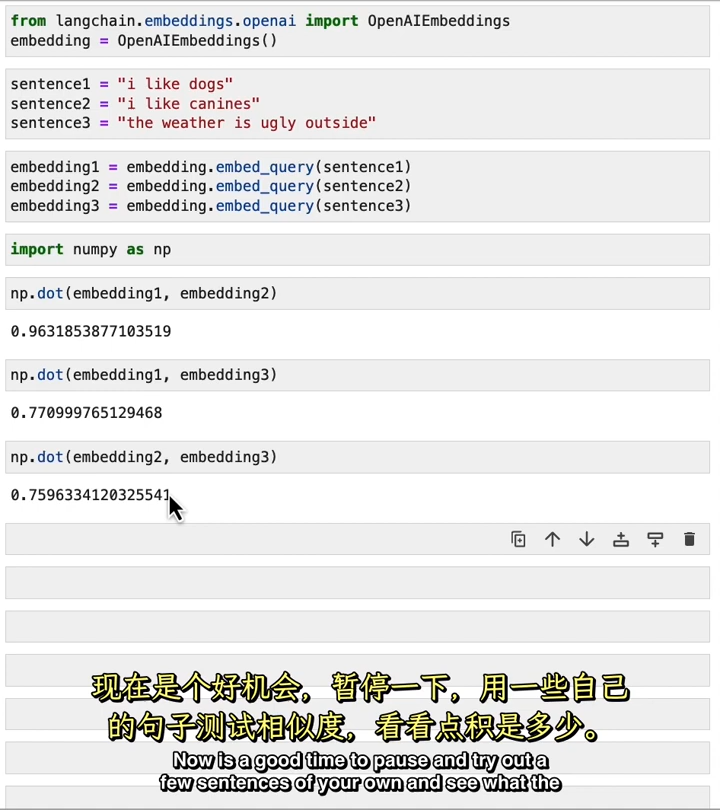 from langchain.embeddings.openai import OpenAIEmbeddings
embedding = OpenAIEmbeddings()
sentence1 = "i like dogs"
sentence2 = "i like canines"
sentence3 = "the weather is ugly outside"
embedding1 = embedding.embed_query(sentence1)
embedding2 = embedding.embed_query(sentence2)
embedding3 = embedding.embed_query(sentence3)
import numpy as np
np.dot(embedding1, embedding2)
0.9631853877103519
np.dot(embedding1, embedding3)
0.770999765129468
np.dot(embedding2, embedding3)
0.7596334120325541
现在是个好机会，暂停一下，用一些自己
的句子测试相似度，看看点积是多少。
Now is a good time to pause and try out a
few sentences of your own and see what the